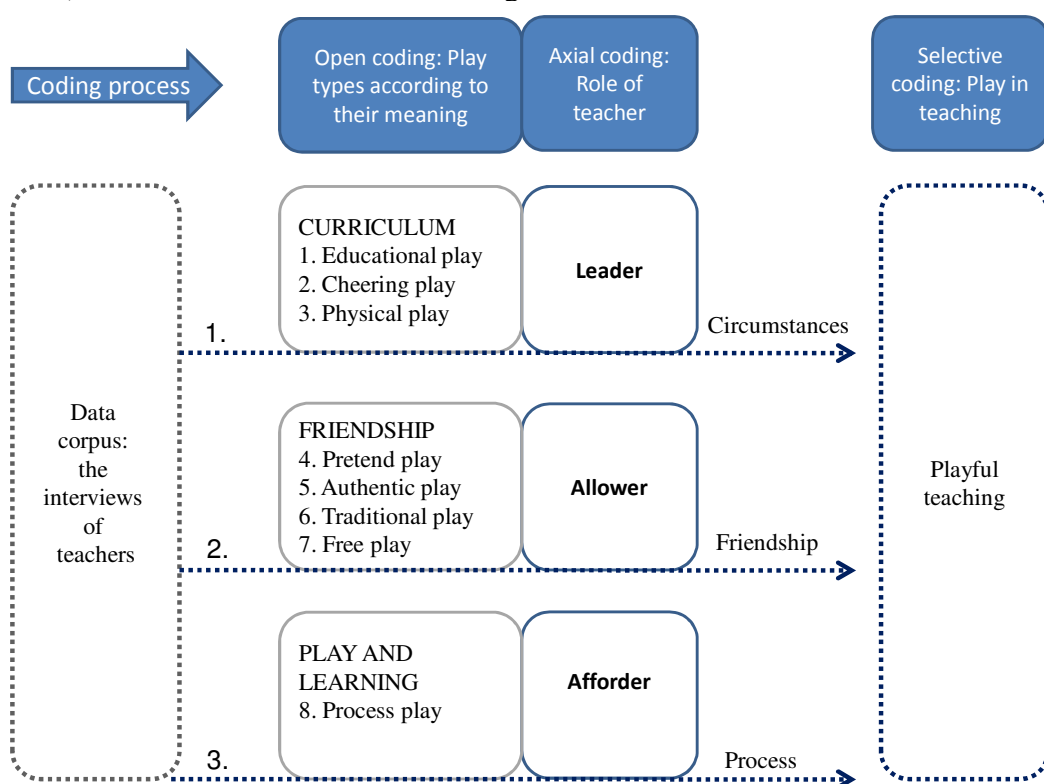 Coding process
Open coding: Play
types according to
their meaning
Axial coding:
Role of
teacher
Selective
coding: Play in
teaching
Data
corpus:
the
interviews
of
teachers
1.
CURRICULUM
1. Educational play
2. Cheering play
3. Physical play
Leader
Circumstances
2.
FRIENDSHIP
4. Pretend play
5. Authentic play
6. Traditional play
7. Free play
Allower
Friendship
3.
PLAY AND
LEARNING
8. Process play
Afforder
Process
Playful
teaching